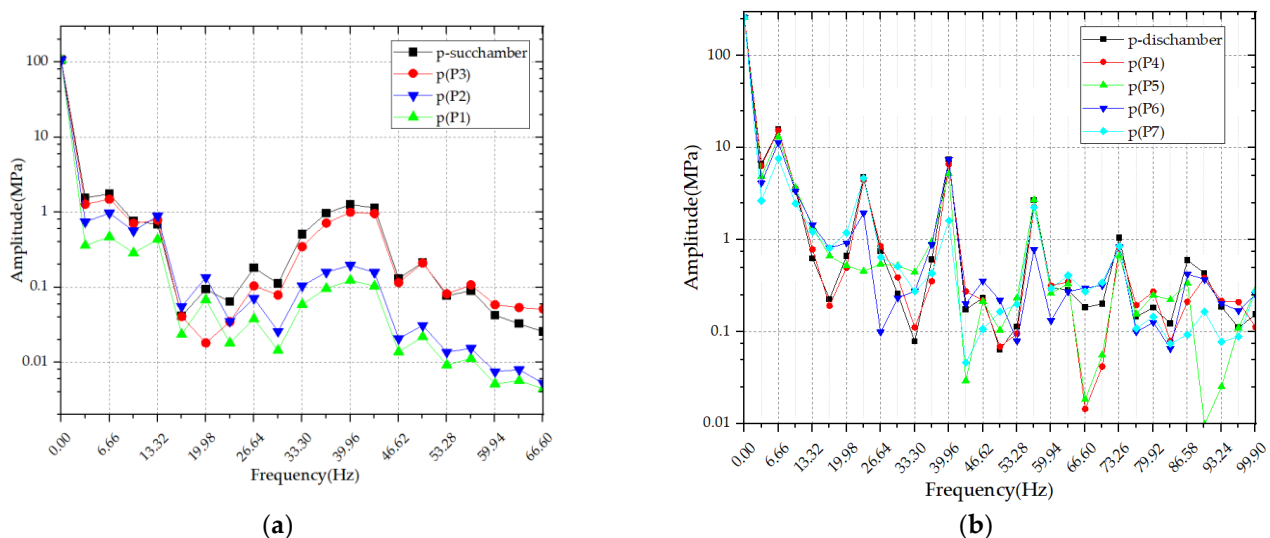 p-succhamber
p(P3)
p(P2)
p(P1)
100
10
1
0.1
0.01
Amplitude(MPa)
0.00
6.66
13.32
19.98
26.64
33.30
39.96
46.62
53.28
59.94
66.60
Frequency(Hz)
(a)
p-dischamber
p(P4)
p(P5)
p(P6)
p(P7)
100
10
1
0.1
0.01
Amplitude(MPa)
0.00
6.66
13.32
19.98
26.64
33.30
39.96
46.62
53.28
59.94
66.60
73.26
79.92
86.58
93.24
99.90
Frequency(Hz)
(b)